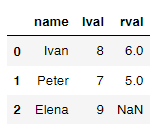 name lval rval
0 Ivan 8 6.0
1 Peter 7 5.0
2 Elena 9 NaN